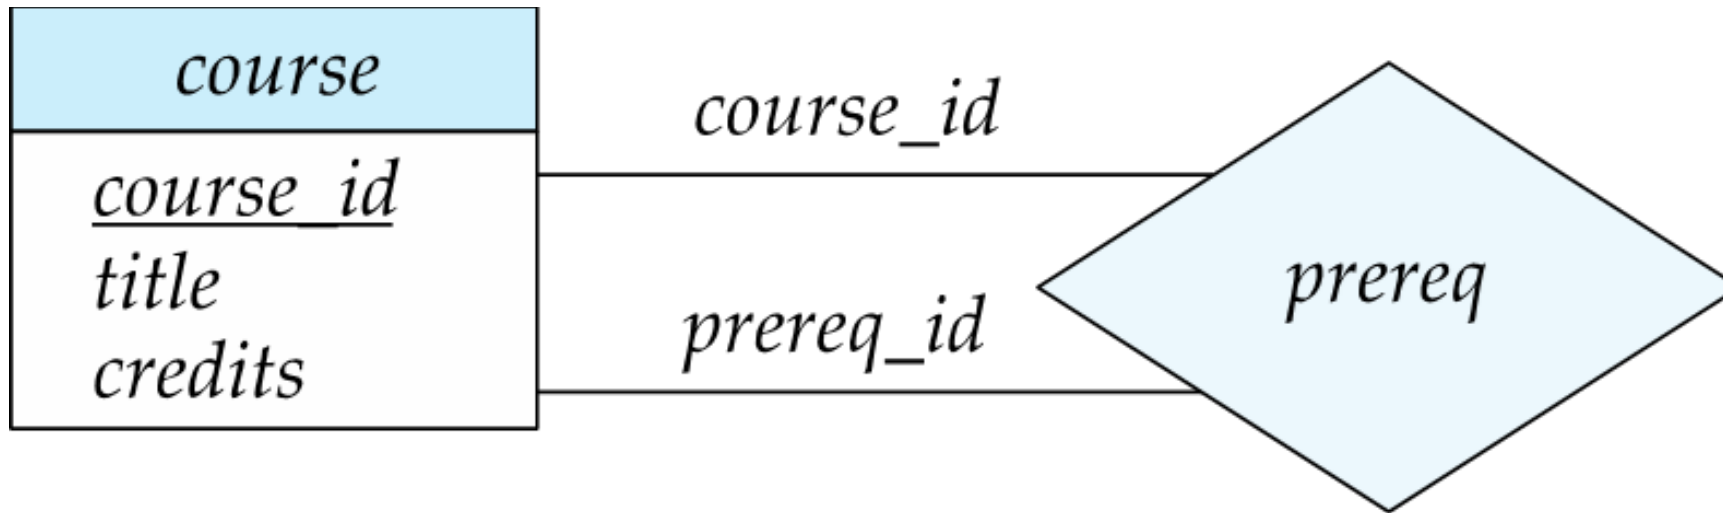 course
course_id
title
credits
course_id
prereq_id
prereq